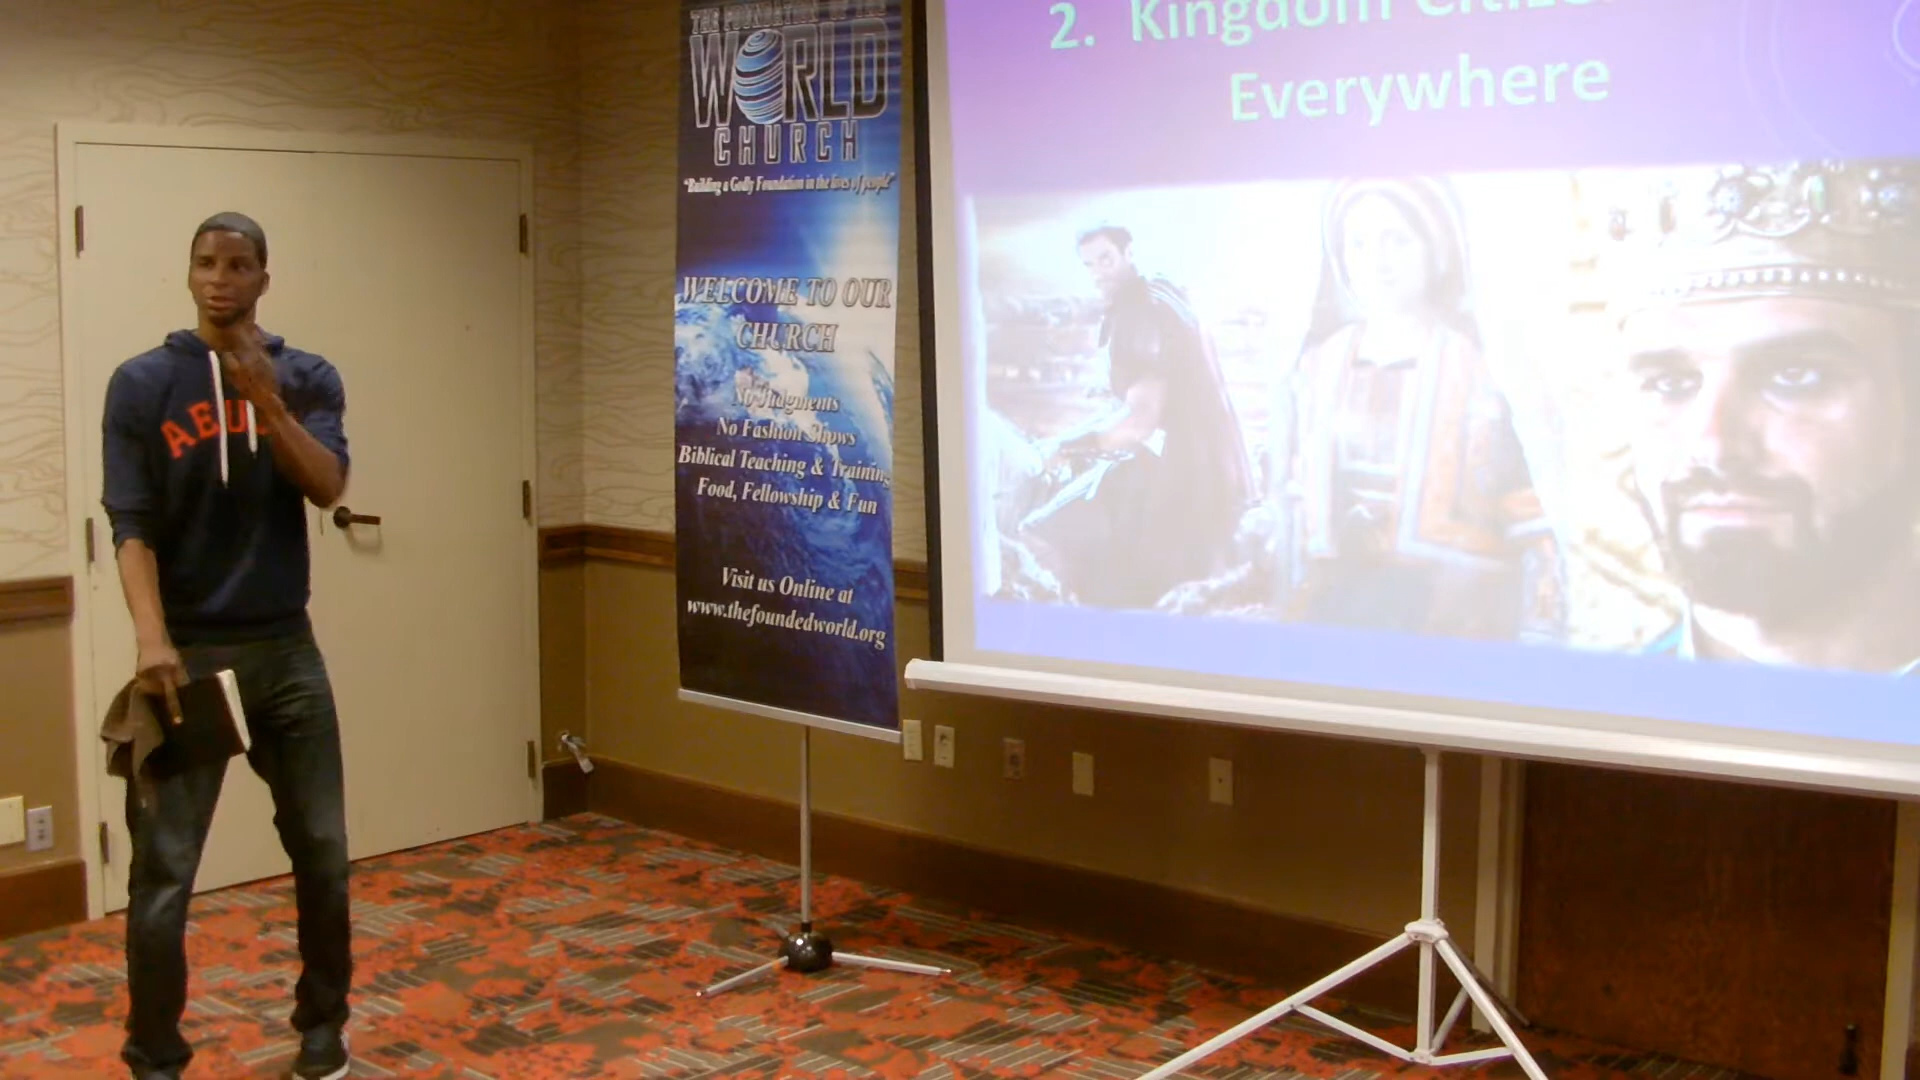 THE FOUNDATION OF THE
WORLD
CHURCH
"Building a Godly Foundation in the lives of people"
WELCOME TO OUR
CHURCH
No Judgments
No Fashion Shows
Biblical Teaching & Training
Food, Fellowship & Fun
Visit us Online at
www.thefoundedworld.org
2. Kingdom
Everywhere